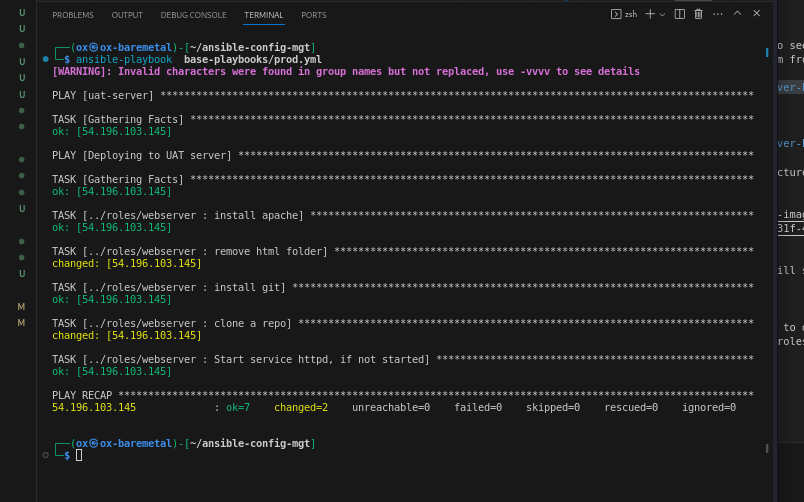 PROBLEMS OUTPUT DEBUG CONSOLE TERMINAL PORTS zsh
┌──(ox㉿ox-baremetal)-[~/ansible-config-mgt]
└─$ ansible-playbook base-playbooks/prod.yml
[WARNING]: Invalid characters were found in group names but not replaced, use -vvvv to see details
PLAY [uat-server] *********************************************************************************************------
TASK [Gathering Facts] ****************************************************************************************------
ok: [54.196.103.145]
PLAY [Deploying to UAT server] **************************************************************************************
TASK [Gathering Facts] **********************************************************************************************
ok: [54.196.103.145]
TASK [../roles/webserver : install apache] **************************************************************************
ok: [54.196.103.145]
TASK [../roles/webserver : remove html folder] **********************************************************************
changed: [54.196.103.145]
TASK [../roles/webserver : install git] *****************************************************************************
ok: [54.196.103.145]
TASK [../roles/webserver : clone a repo] ****************************************************************************
changed: [54.196.103.145]
TASK [../roles/webserver : Start service httpd, if not started] *****************************************************
ok: [54.196.103.145]
PLAY RECAP **********************************************************************************************************
54.196.103.145 : ok=7 changed=2 unreachable=0 failed=0 skipped=0 rescued=0 ignored=0
┌──(ox㉿ox-baremetal)-[~/ansible-config-mgt]
└─$
U
U
U
U
U
U
U
M
M